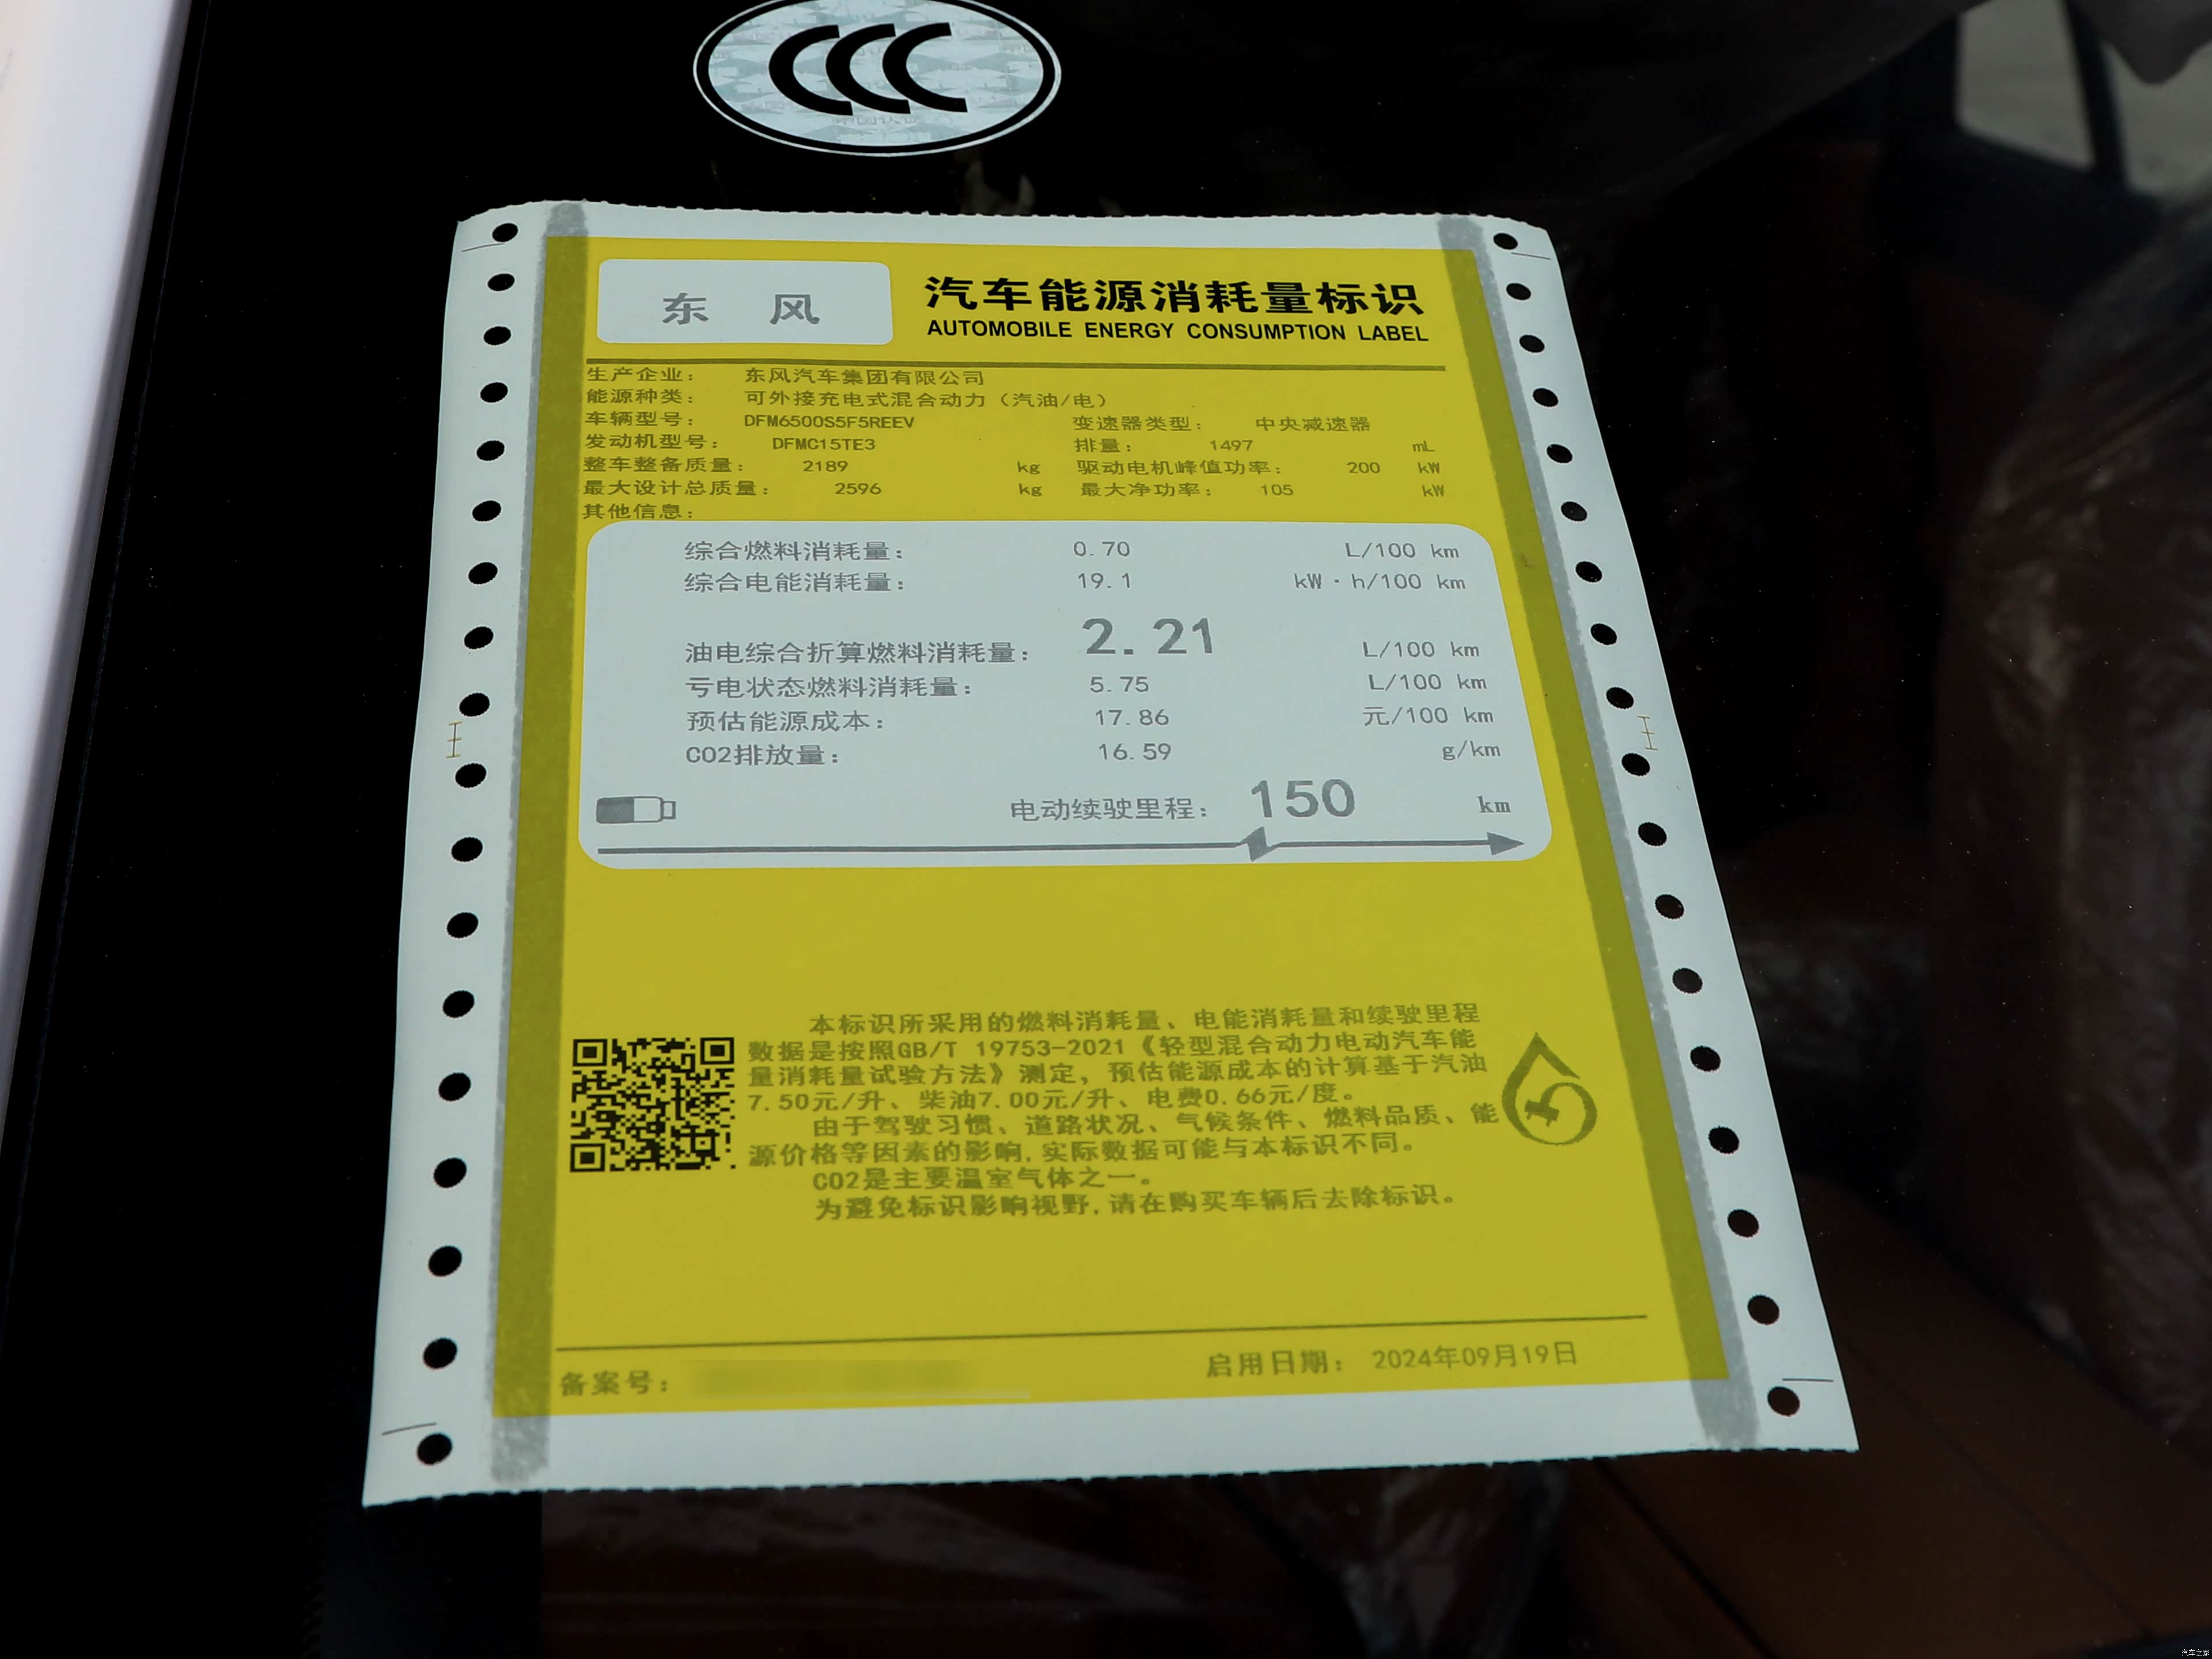 CCC
东 风
汽车能源消耗量标识
AUTOMOBILE ENERGY CONSUMPTION LABEL
生产企业： 东风汽车集团有限公司
能源种类： 可外接充电式混合动力（汽油/电）
车辆型号： DFM6500S5F5REEV 变速器类型： 中央减速器
发动机型号： DFMC15TE3 排量： 1497 mL
整车整备质量： 2189 kg 驱动电机峰值功率： 200 kW
最大设计总质量： 2596 kg 最大净功率： 105 kW
其他信息：
综合燃料消耗量： 0.70 L/100 km
综合电能消耗量： 19.1 kW·h/100 km
油电综合折算燃料消耗量： 2.21 L/100 km
亏电状态燃料消耗量： 5.75 L/100 km
预估能源成本： 17.86 元/100 km
CO2排放量： 16.59 g/km
电动续驶里程： 150 km
本标识所采用的燃料消耗量、电能消耗量和续驶里程
数据是按照GB/T 19753-2021《轻型混合动力电动汽车能
量消耗量试验方法》测定，预估能源成本的计算基于汽油
7.50元/升、柴油7.00元/升、电费0.66元/度。
由于驾驶习惯、道路状况、气候条件、燃料品质、能
源价格等因素的影响,实际数据可能与本标识不同。
CO2是主要温室气体之一。
为避免标识影响视野,请在购买车辆后去除标识。
备案号： 启用日期： 2024年09月19日
汽车之家